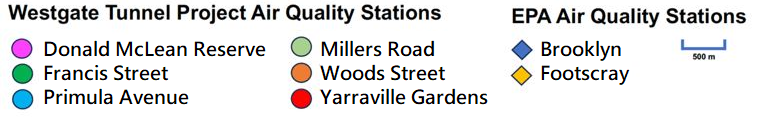 Westgate Tunnel Project Air Quality Stations
Donald McLean Reserve
Francis Street
Primula Avenue
Millers Road
Woods Street
Yarraville Gardens
EPA Air Quality Stations
Brooklyn
Footscray
500 m